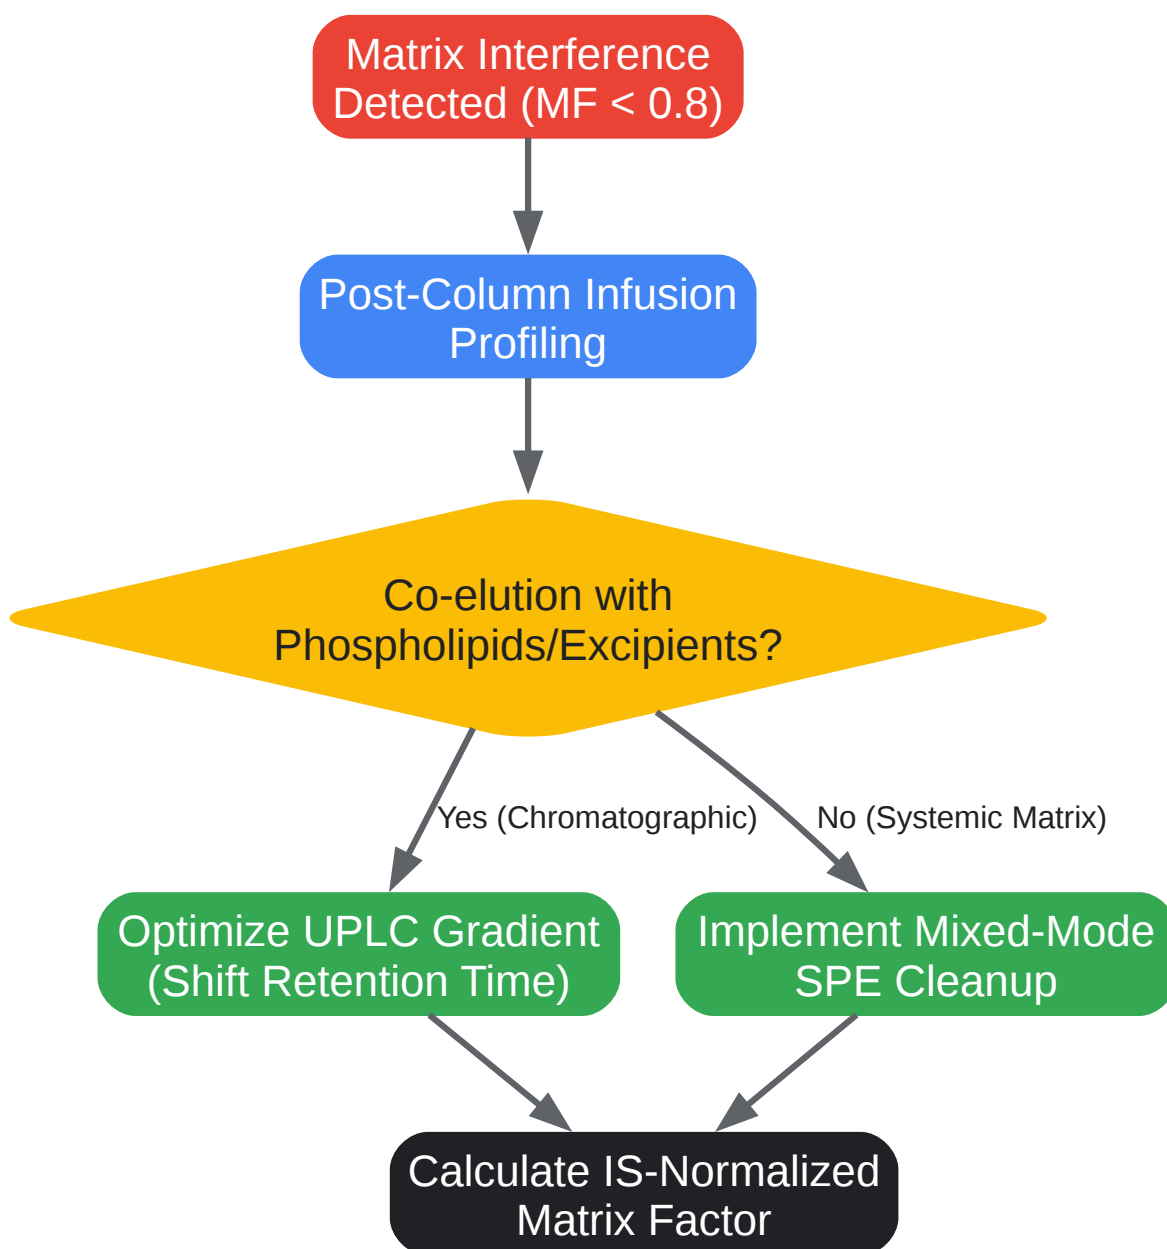 Matrix Interference
Detected (MF < 0.8)
Post-Column Infusion
Profiling
Co-elution with
Phospholipids/Excipients?
Yes (Chromatographic)
No (Systemic Matrix)
Optimize UPLC Gradient
(Shift Retention Time)
Implement Mixed-Mode
SPE Cleanup
Calculate IS-Normalized
Matrix Factor